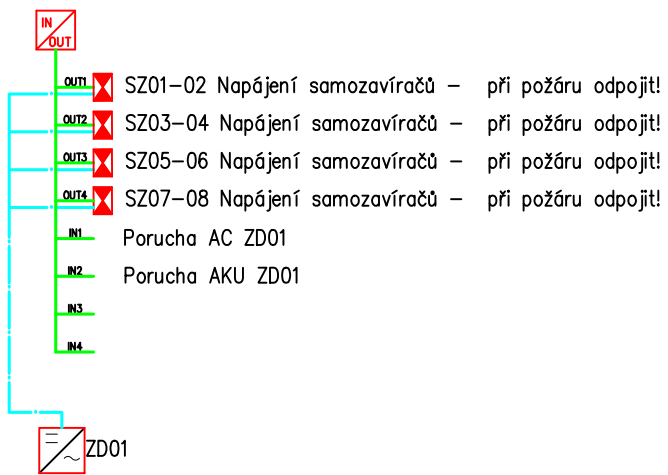 IN
OUT
OUT1 SZ01-02 Napájení samozavíračů - při požáru odpojit!
OUT2 SZ03-04 Napájení samozavíračů - při požáru odpojit!
OUT3 SZ05-06 Napájení samozavíračů - při požáru odpojit!
OUT4 SZ07-08 Napájení samozavíračů - při požáru odpojit!
IN1 Porucha AC ZD01
IN2 Porucha AKU ZD01
IN3
IN4
ZD01